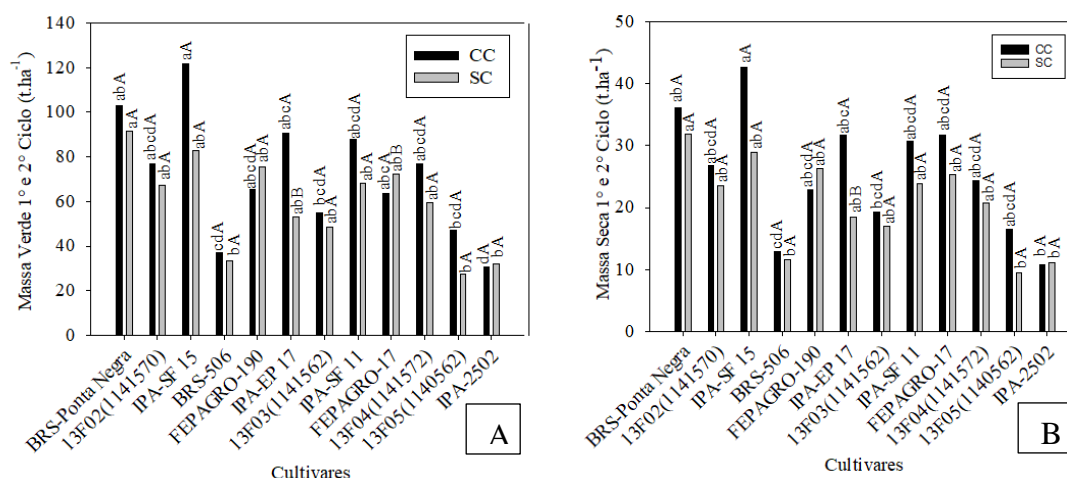 Massa Verde 1° e 2° Ciclo (t.ha⁻¹)
140
120
100
80
60
40
20
0
CC
SC
abA
aA
abcdA
abA
aA
abA
cdA
bA
abcdA
abA
abcA
abB
bcdA
abA
abcdA
abA
abcA
abB
abcdA
abA
bcdA
bA
dA
bA
BRS-Ponta Negra
13F02(1141570)
IPA-SF 15
BRS-506
FEPAGRO-190
IPA-EP 17
13F03(1141562)
IPA-SF 11
FEPAGRO-17
13F04(1141572)
13F05(1140562)
IPA-2502
Cultivares
A
Massa Seca 1° e 2° Ciclo (t.ha⁻¹)
50
40
30
20
10
0
CC
SC
abA
aA
abcdA
abA
aA
abA
cdA
bA
abcdA
abA
abcA
abB
bcdA
abA
abcdA
abA
abcdA
abA
abcdA
abA
abcdA
bA
bA
bA
BRS-Ponta Negra
13F02(1141570)
IPA-SF 15
BRS-506
FEPAGRO-190
IPA-EP 17
13F03(1141562)
IPA-SF 11
FEPAGRO-17
13F04(1141572)
13F05(1140562)
IPA-2502
Cultivares
B